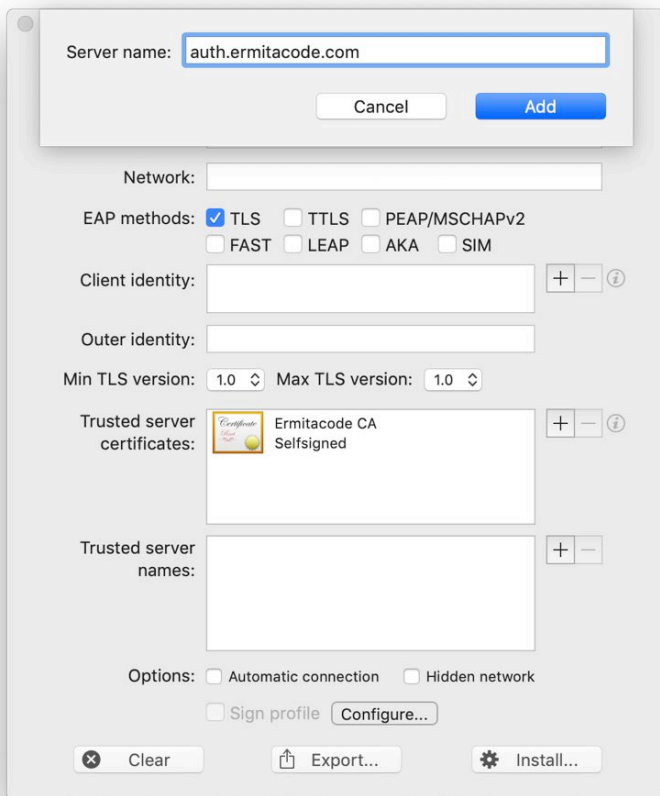 Server name: auth.ermitacode.com
Cancel Add
Network:
EAP methods: TLS TTLS PEAP/MSCHAPv2
FAST LEAP AKA SIM
Client identity:
Outer identity:
Min TLS version: 1.0 Max TLS version: 1.0
Trusted server certificates:
Certificate
Ermitacode CA
Selfsigned
Trusted server names:
Options: Automatic connection Hidden network
Sign profile Configure...
Clear Export... Install...